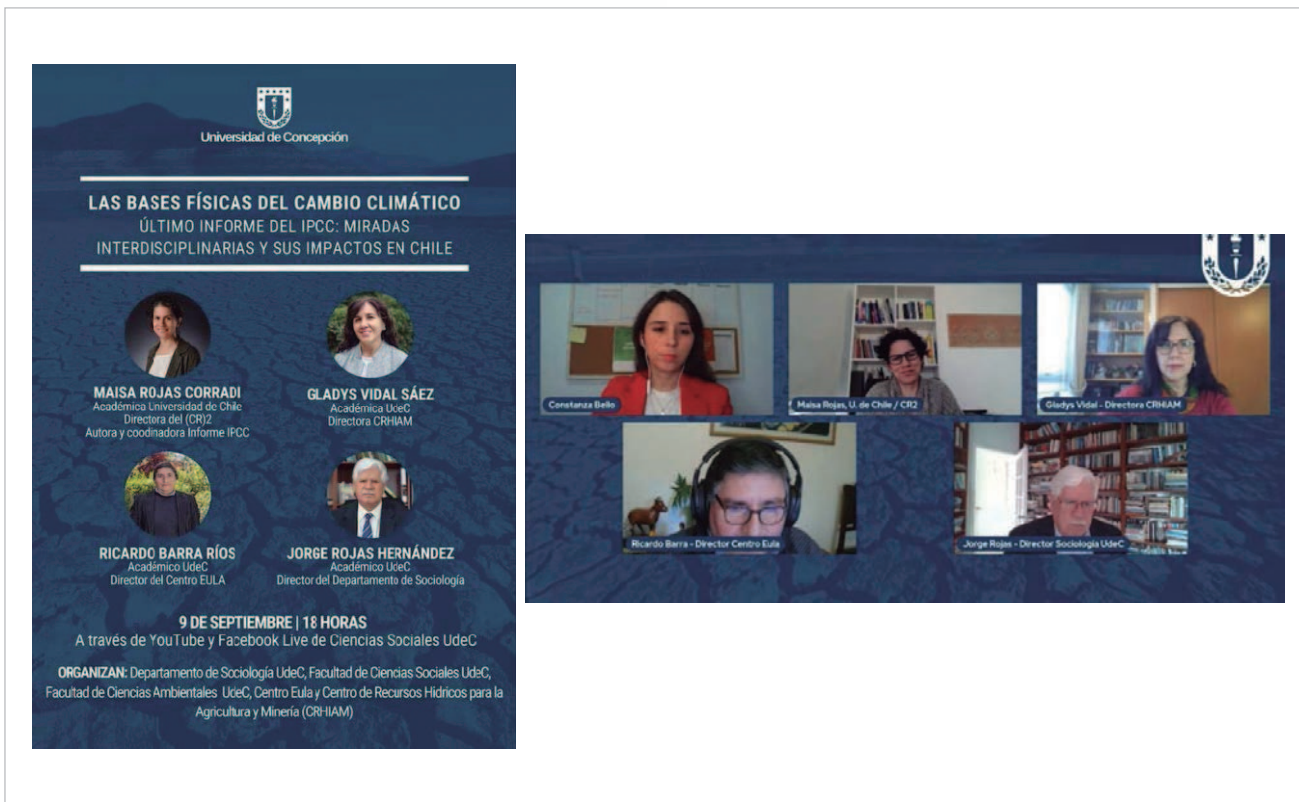 Universidad de Concepción
LAS BASES FÍSICAS DEL CAMBIO CLIMÁTICO
ÚLTIMO INFORME DEL IPCC: MIRADAS
INTERDISCIPLINARIAS Y SUS IMPACTOS EN CHILE
MAISA ROJAS CORRADI
Académica Universidad de Chile
Directora del (CR)2
Autora y coodinadora Informe IPCC
GLADYS VIDAL SÁEZ
Académica UdeC
Directora CRHIAM
RICARDO BARRA RÍOS
Académico UdeC
Director del Centro EULA
JORGE ROJAS HERNÁNDEZ
Académico UdeC
Director del Departamento de Sociología
9 DE SEPTIEMBRE | 18 HORAS
A través de YouTube y Facebook Live de Ciencias Sociales UdeC
ORGANIZAN: Departamento de Sociología UdeC, Facultad de Ciencias Sociales UdeC,
Facultad de Ciencias Ambientales UdeC, Centro Eula y Centro de Recursos Hídricos para la
Agricultura y Minería (CRHIAM)
Constanza Bello
Maisa Rojas, U. de Chile / CR2
Gladys Vidal - Directora CRHIAM
Ricardo Barra - Director Centro Eula
Jorge Rojas - Director Sociología UdeC